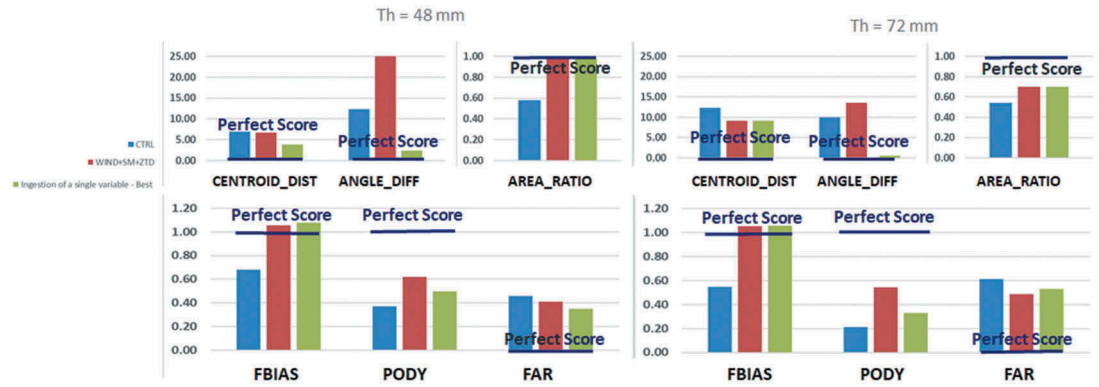 Th = 48 mm
Th = 72 mm
CTRL
WIND+SM+ZTD
Ingestion of a single variable - Best
25.00
20.00
15.00
10.00
5.00
0.00
Perfect Score
Perfect Score
CENTROID_DIST ANGLE_DIFF
1.00
0.80
0.60
0.40
0.20
0.00
Perfect Score
AREA_RATIO
25.00
20.00
15.00
10.00
5.00
0.00
Perfect Score
Perfect Score
CENTROID_DIST ANGLE_DIFF
1.00
0.80
0.60
0.40
0.20
0.00
Perfect Score
AREA_RATIO
1.20
1.00
0.80
0.60
0.40
0.20
0.00
Perfect Score
Perfect Score
Perfect Score
FBIAS PODY FAR
1.20
1.00
0.80
0.60
0.40
0.20
0.00
Perfect Score
Perfect Score
Perfect Score
FBIAS PODY FAR